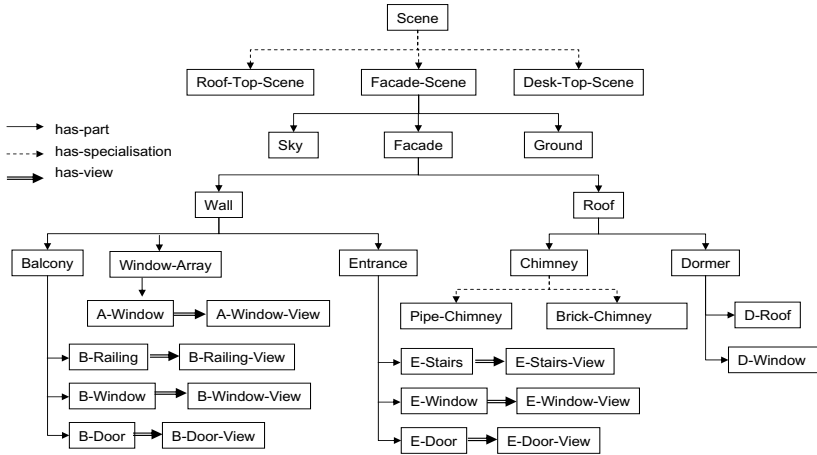 Scene
Roof-Top-Scene
Facade-Scene
Desk-Top-Scene
has-part
has-specialisation
has-view
Sky
Facade
Ground
Wall
Roof
Balcony
Window-Array
Entrance
Chimney
Dormer
A-Window
A-Window-View
Pipe-Chimney
Brick-Chimney
D-Roof
B-Railing
B-Railing-View
E-Stairs
E-Stairs-View
D-Window
B-Window
B-Window-View
E-Window
E-Window-View
B-Door
B-Door-View
E-Door
E-Door-View